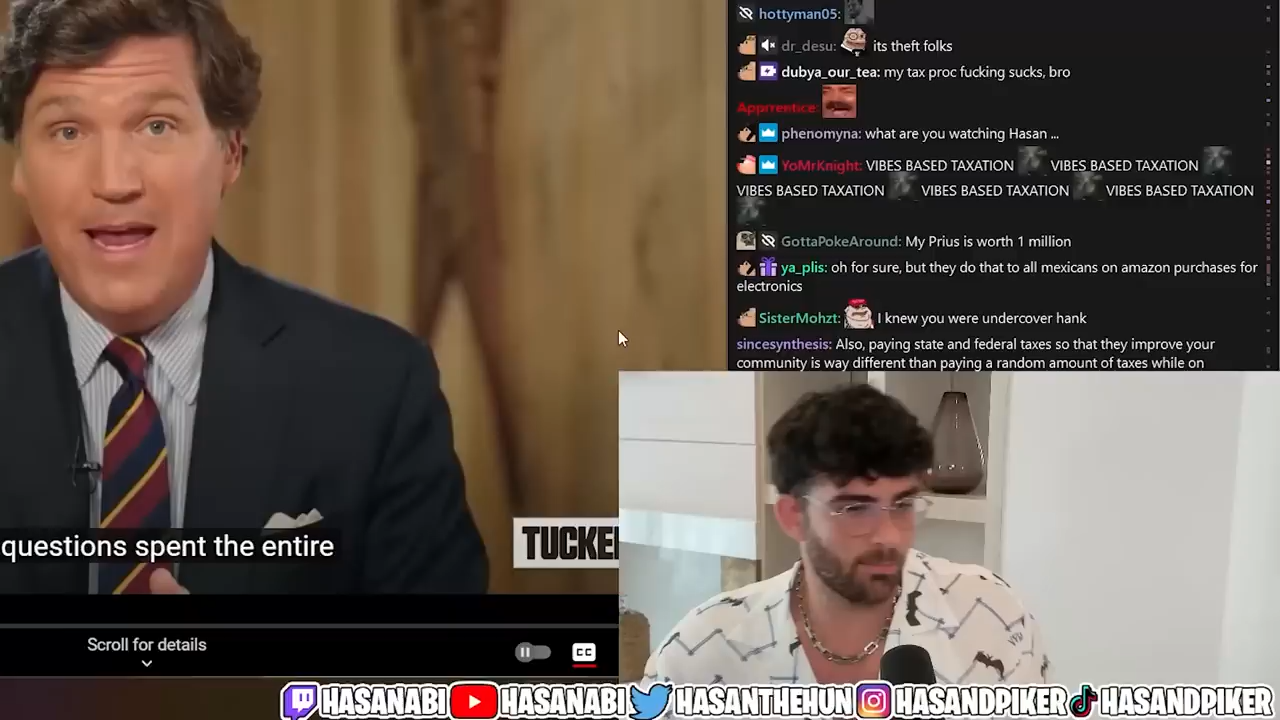 hottyman05:
dr_desu: its theft folks
dubya_our_tea: my tax proc fucking sucks, bro
Apprrentice:
phenomyna: what are you watching Hasan ...
YoMrKnight: VIBES BASED TAXATION VIBES BASED TAXATION
VIBES BASED TAXATION VIBES BASED TAXATION VIBES BASED TAXATION
GottaPokeAround: My Prius is worth 1 million
ya_plis: oh for sure, but they do that to all mexicans on amazon purchases for
electronics
SisterMohzt: I knew you were undercover hank
sincesynthesis: Also, paying state and federal taxes so that they improve your
community is way different than paying a random amount of taxes while on
questions spent the entire
TUCKE
Scroll for details
CC
HASANABI HASANABI HASANTHEHUN HASANDPIKER HASANDPIKER